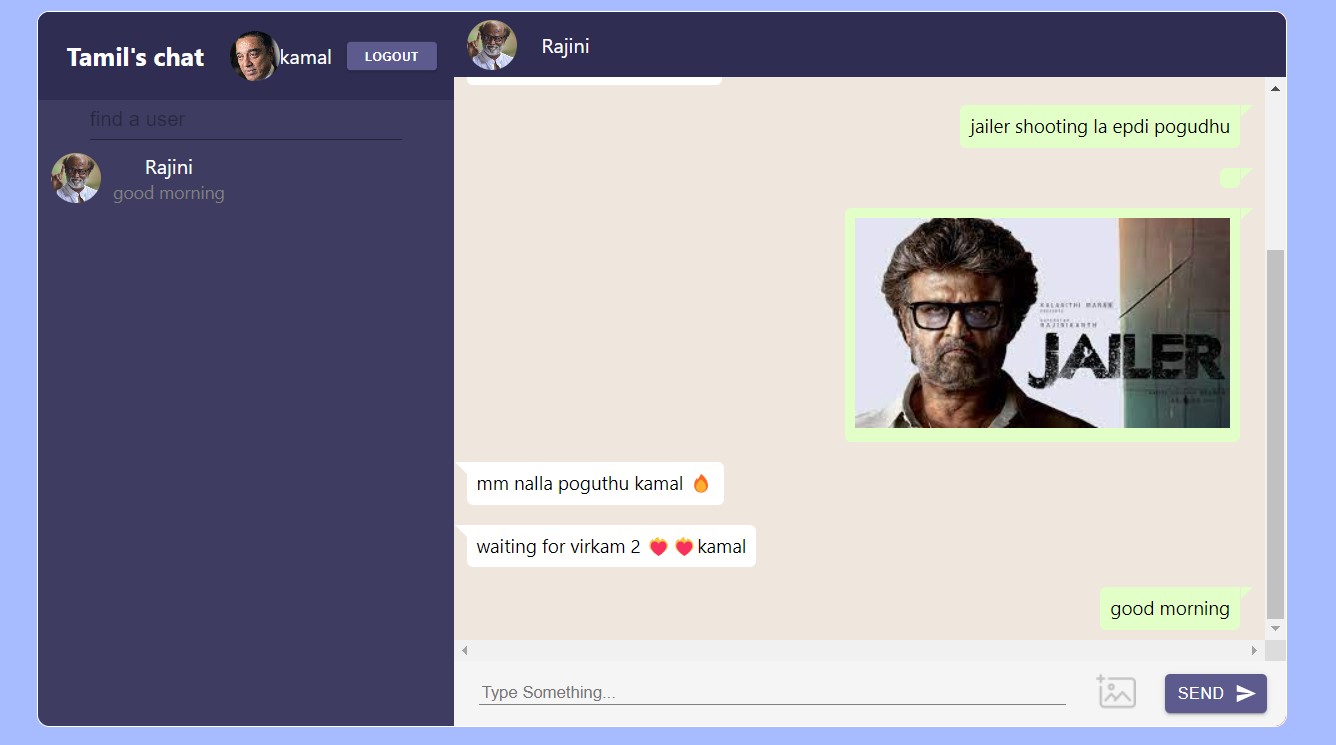 Tamil's chat
kamal
LOGOUT
find a user
Rajini
good morning
Rajini
jailer shooting la epdi pogudhu
KALANITHI MARAN
PRESENTS
SUPERSTAR
RAJINIKANTH
JAILER
mm nalla poguthu kamal 🔥
waiting for virkam 2 ❤️‍🔥 ❤️‍🔥 kamal
good morning
Type Something...
SEND